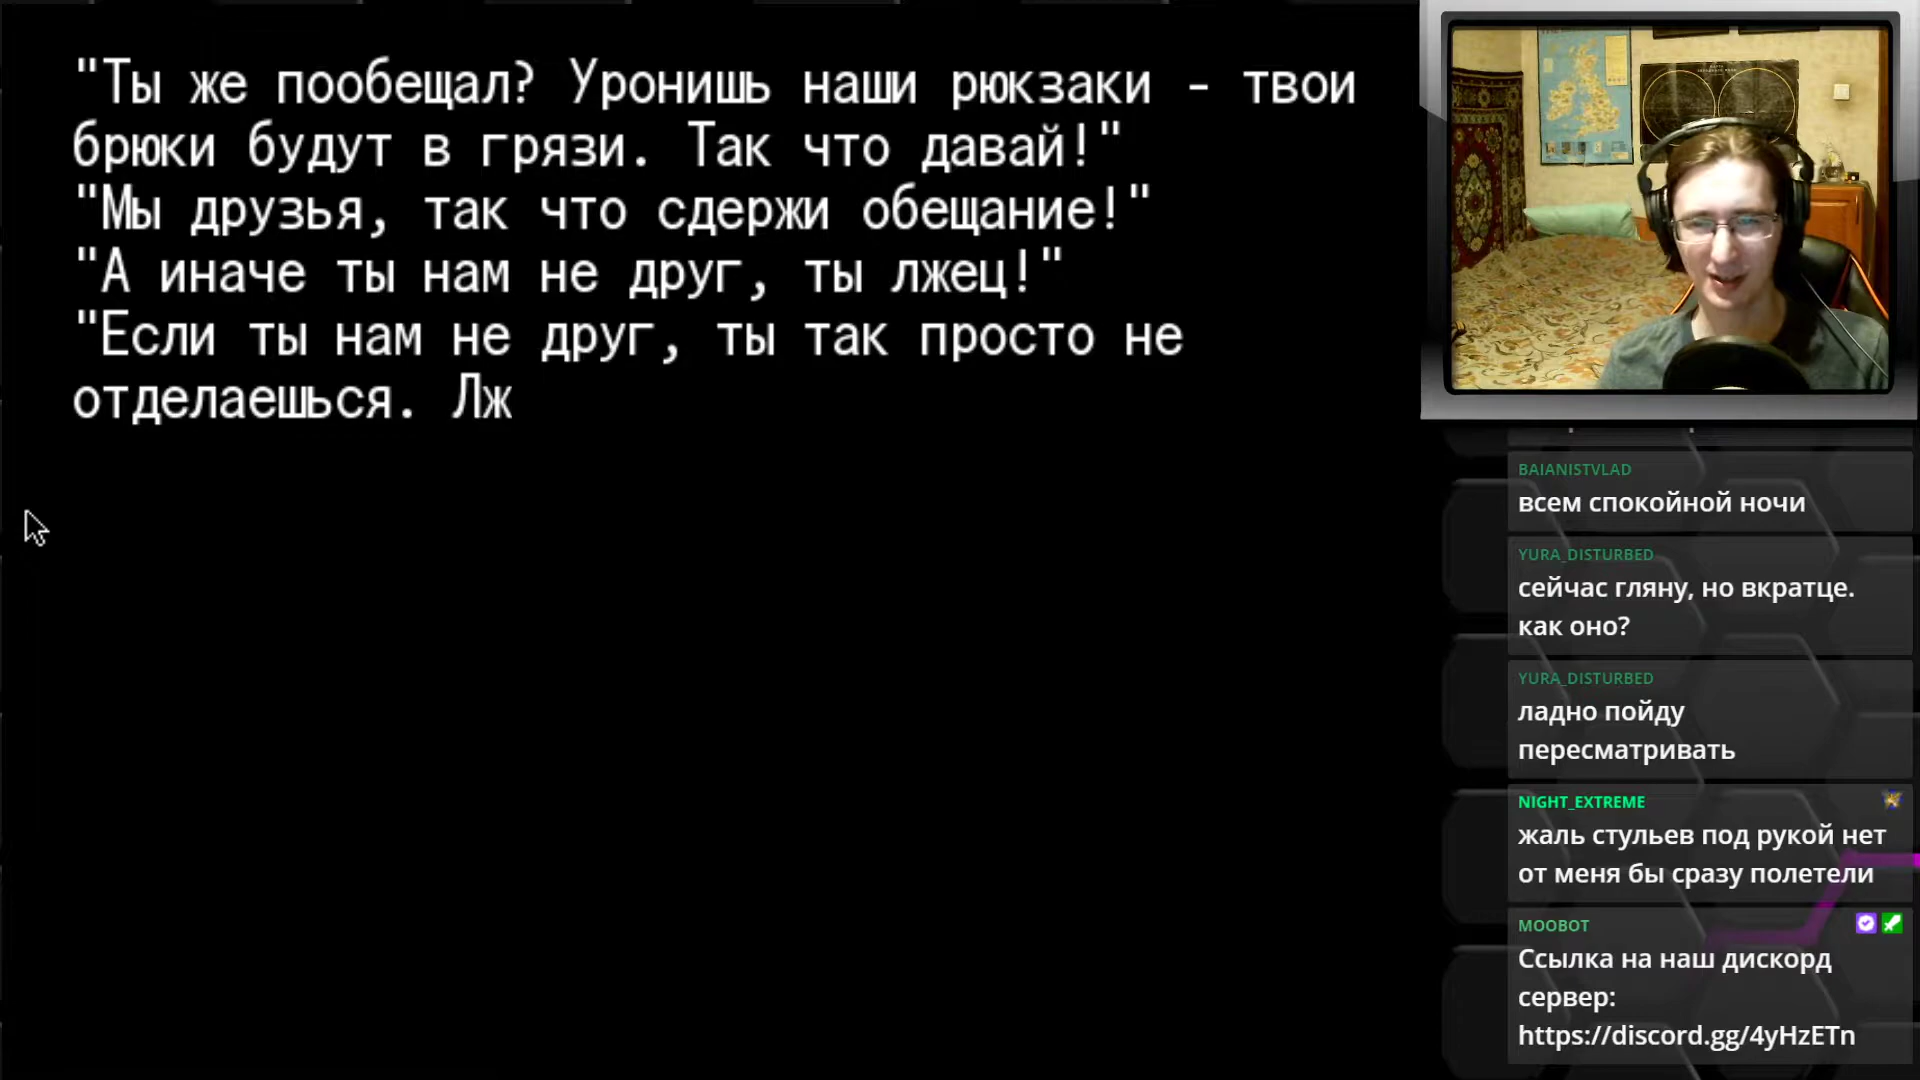 "Ты же пообещал? Уронишь наши рюкзаки - твои
брюки будут в грязи. Так что давай!"
"Мы друзья, так что сдержи обещание!"
"А иначе ты нам не друг, ты лжец!"
"Если ты нам не друг, ты так просто не
отделаешься. Лж
BAIANISTVLAD
всем спокойной ночи
YURA_DISTURBED
сейчас гляну, но вкратце.
как оно?
YURA_DISTURBED
ладно пойду
пересматривать
NIGHT_EXTREME
жаль стульев под рукой нет
от меня бы сразу полетели
MOOBOT
Ссылка на наш дискорд
сервер:
https://discord.gg/4yHzETn